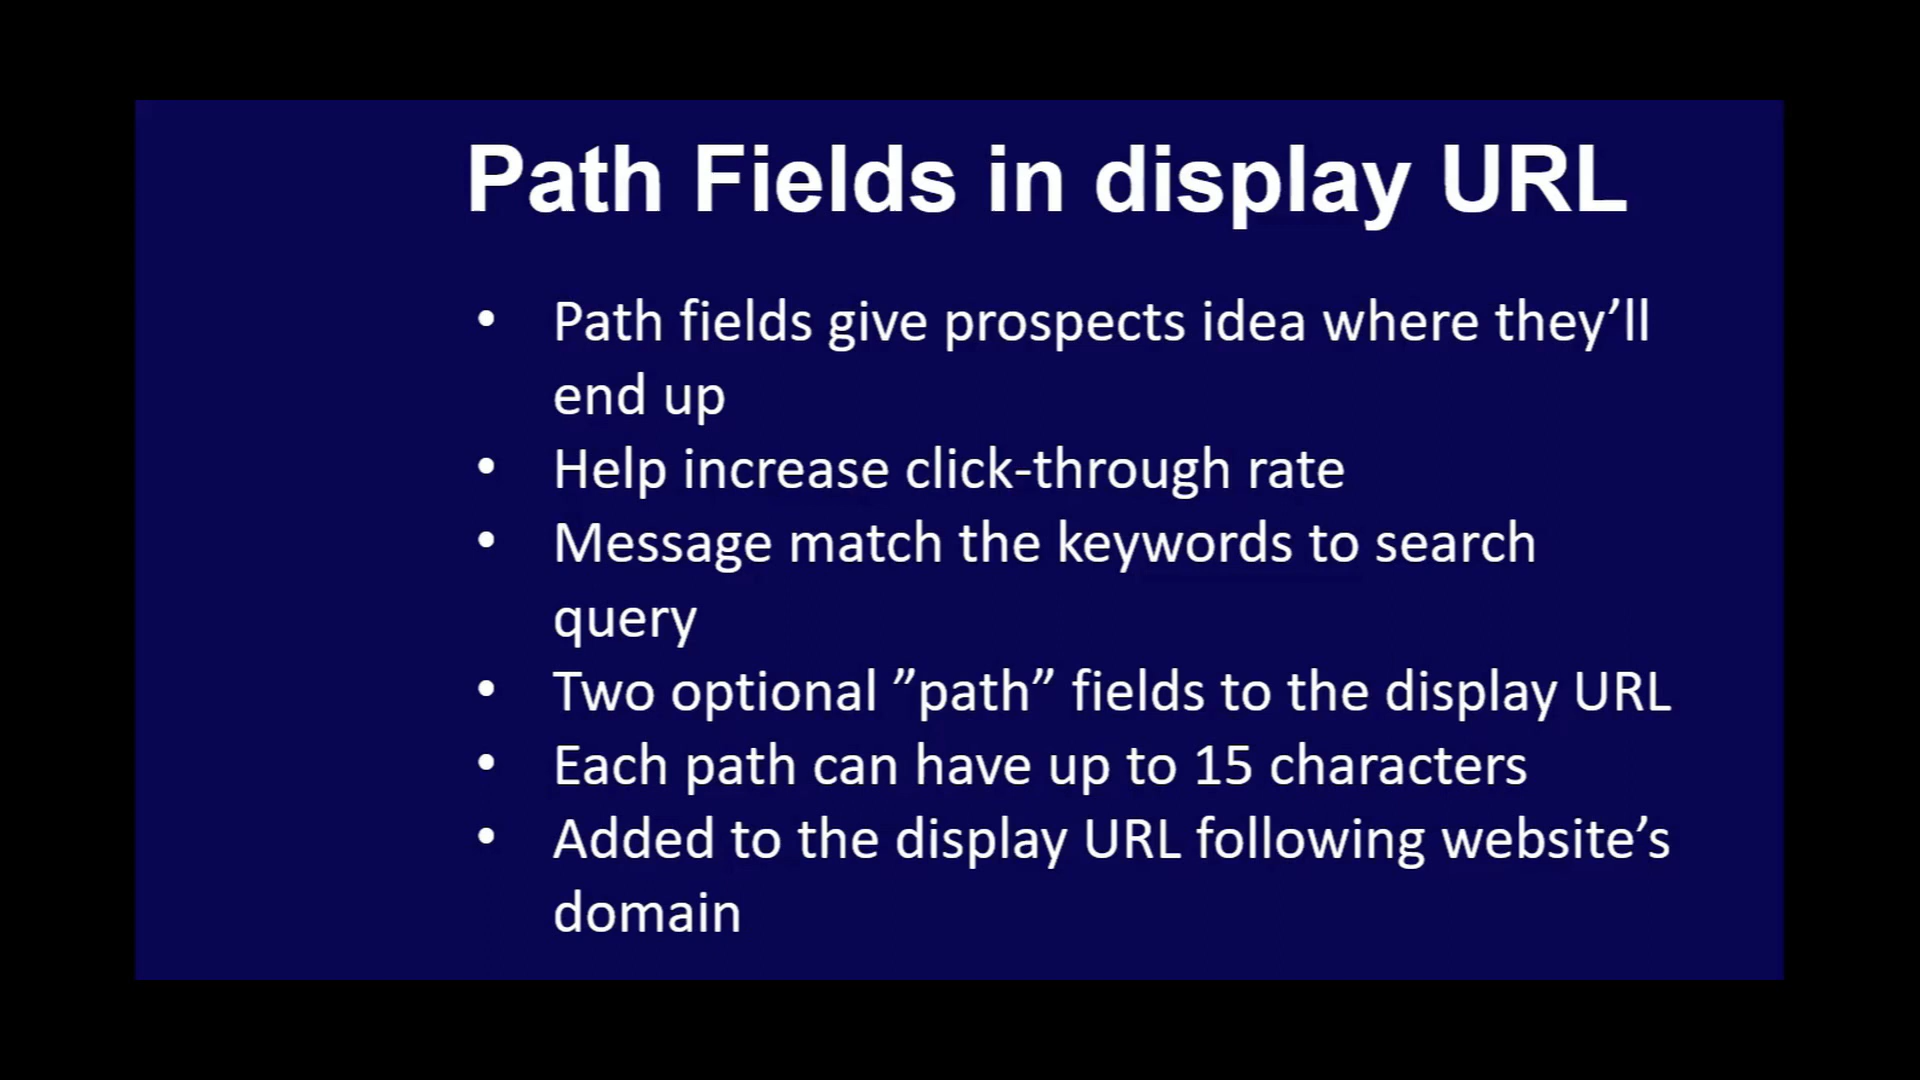 Path Fields in display URL
• Path fields give prospects idea where they’ll
end up
• Help increase click-through rate
• Message match the keywords to search
query
• Two optional ”path” fields to the display URL
• Each path can have up to 15 characters
• Added to the display URL following website’s
domain